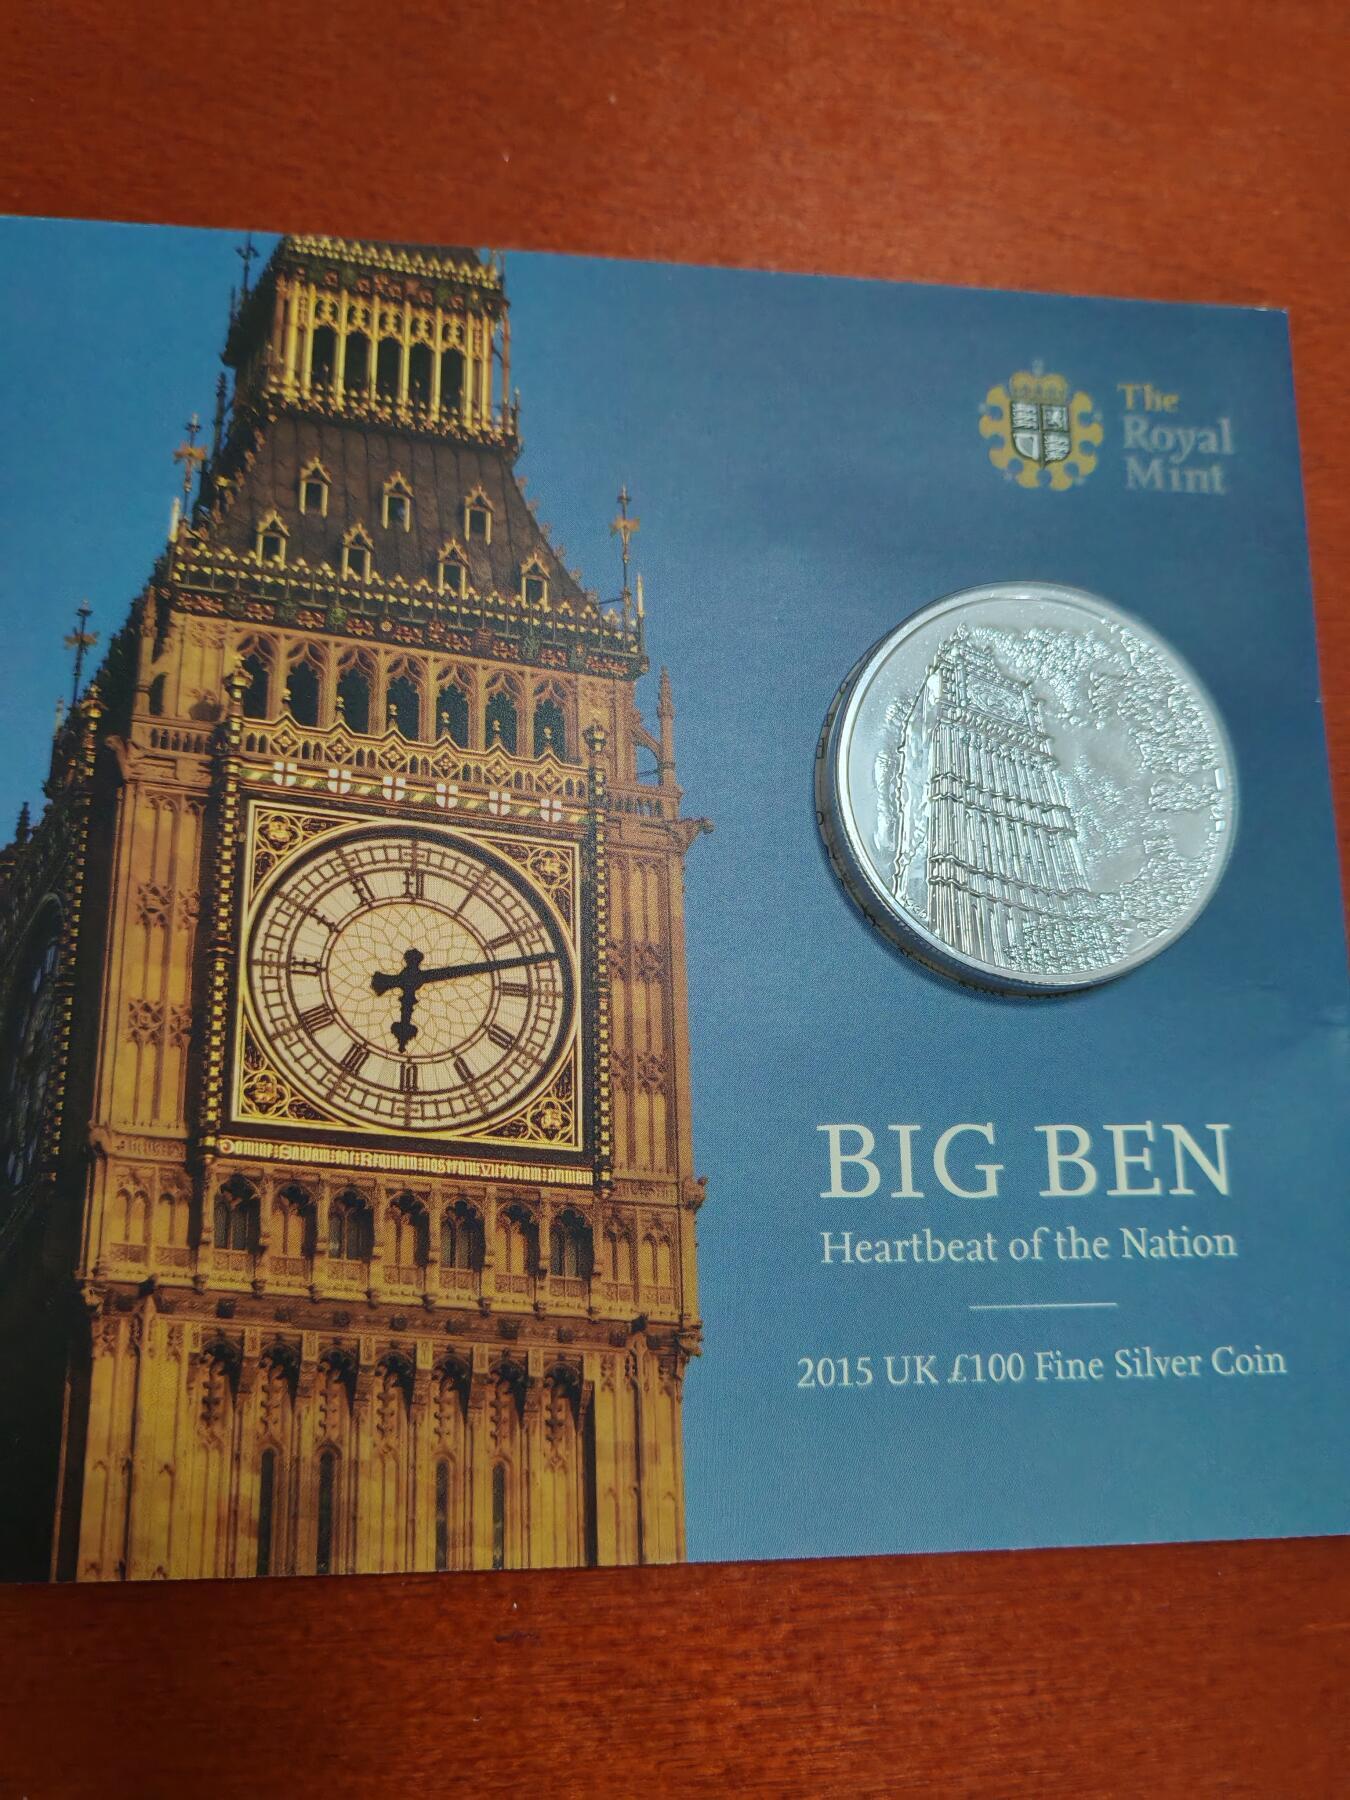 The
Royal
Mint
BIG BEN
Heartbeat of the Nation
2015 UK £100 Fine Silver Coin